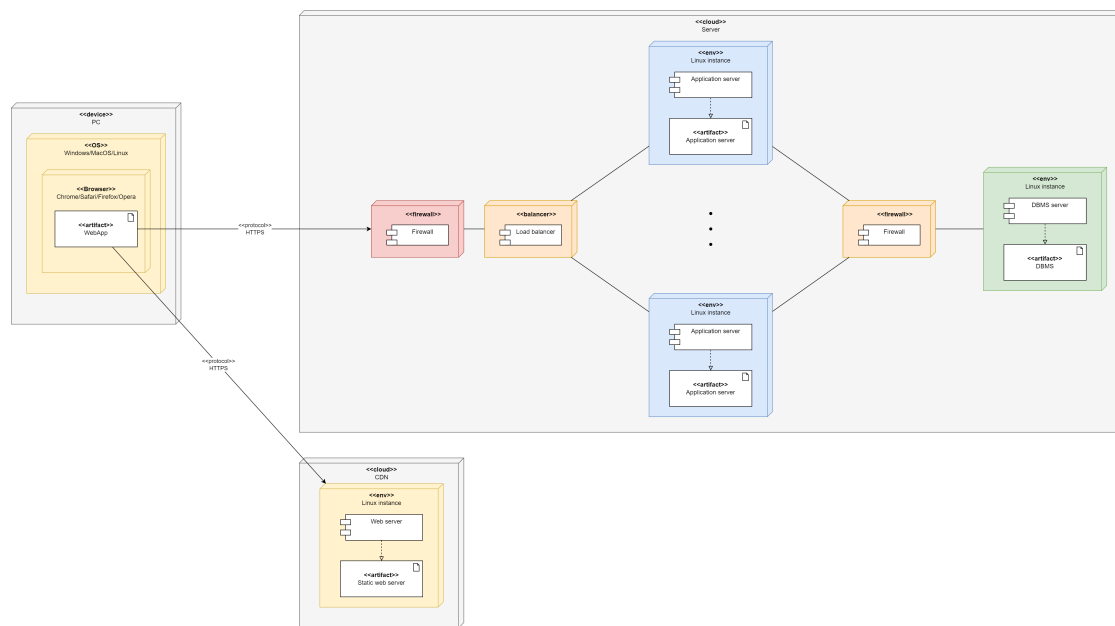 <<cloud>>
Server
<<env>>
Linux instance
Application server
<<artifact>>
Application server
<<device>>
PC
<<OS>>
Windows/MacOS/Linux
<<Browser>>
Chrome/Safari/Firefox/Opera
<<artifact>>
WebApp
<<protocol>>
HTTPS
<<firewall>>
Firewall
<<balancer>>
Load balancer
<<firewall>>
Firewall
<<env>>
Linux instance
DBMS server
<<artifact>>
DBMS
<<env>>
Linux instance
Application server
<<artifact>>
Application server
<<protocol>>
HTTPS
<<cloud>>
CDN
<<env>>
Linux instance
Web server
<<artifact>>
Static web server